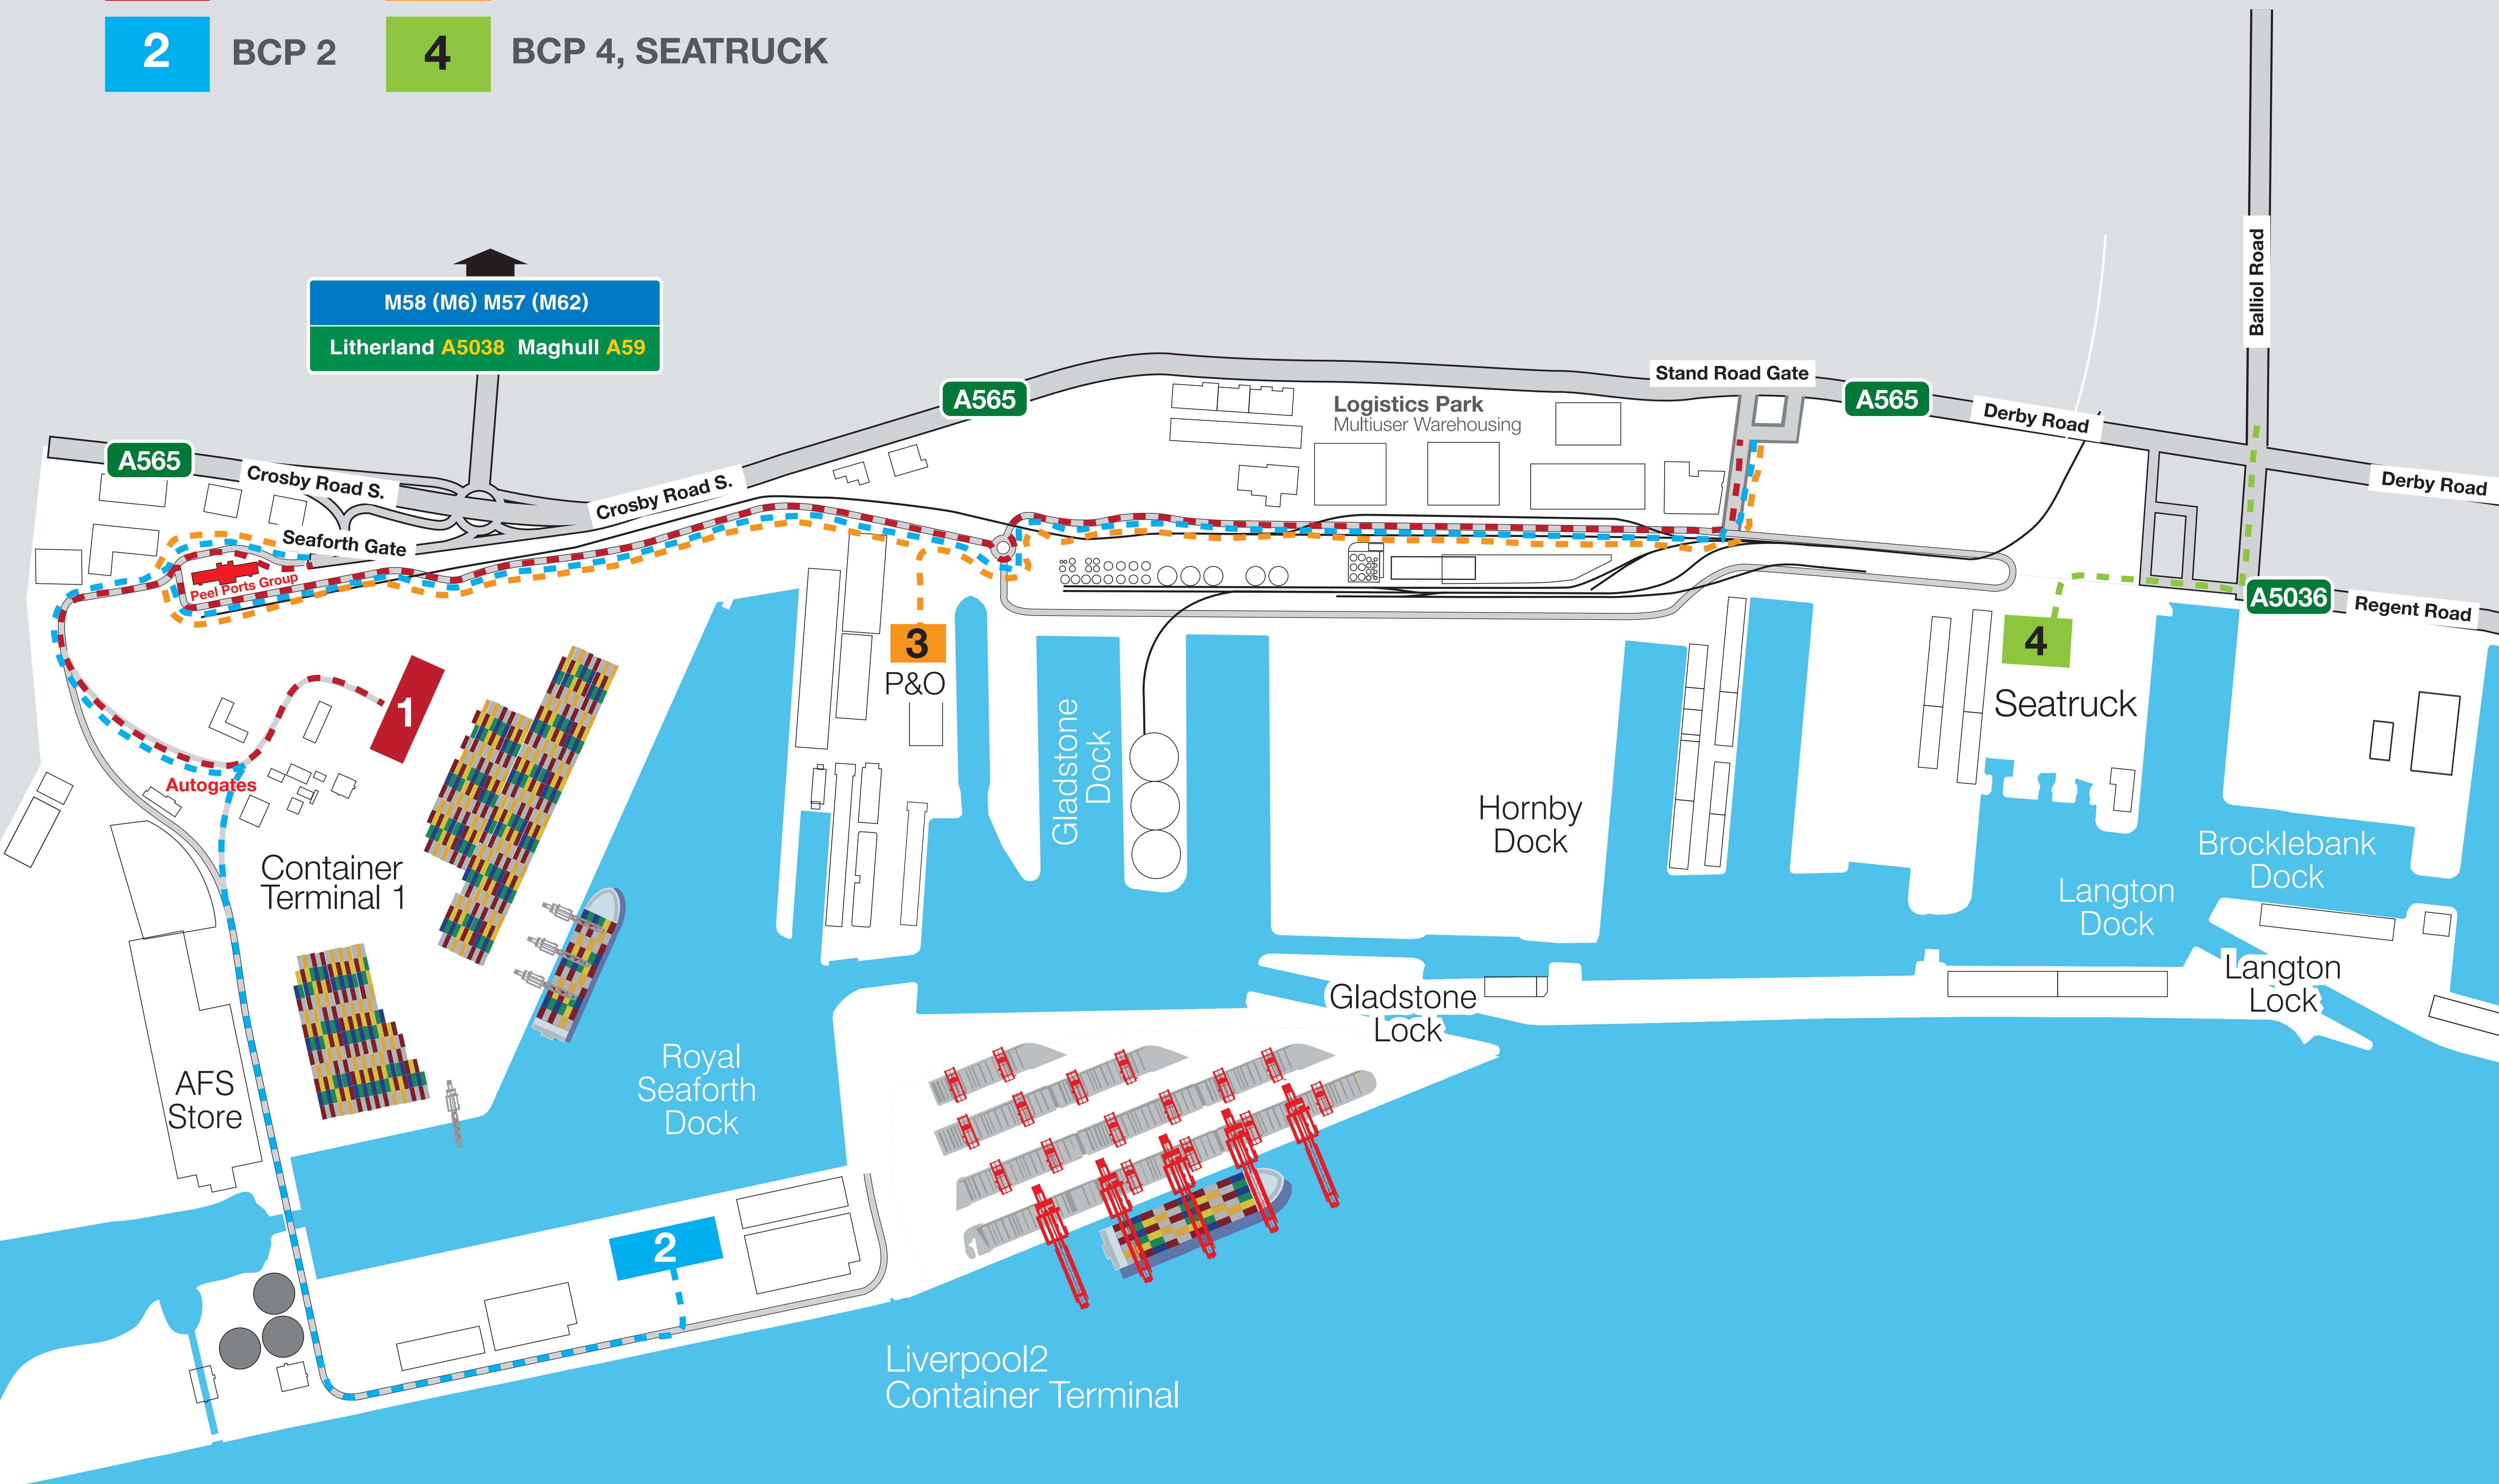 2 BCP 2
4 BCP 4, SEATRUCK
M58 (M6) M57 (M62)
Litherland A5038 Maghull A59
A565
Crosby Road S.
Crosby Road S.
Seaforth Gate
Peel Ports Group
A565
Logistics Park
Multiuser Warehousing
Stand Road Gate
A565
Derby Road
Balliol Road
Derby Road
A5036
Regent Road
1
Autogates
3
P&O
4
Seatruck
Gladstone
Dock
Hornby
Dock
Container
Terminal 1
Brocklebank
Dock
Langton
Dock
Langton
Lock
Gladstone
Lock
AFS
Store
Royal
Seaforth
Dock
2
Liverpool2
Container Terminal